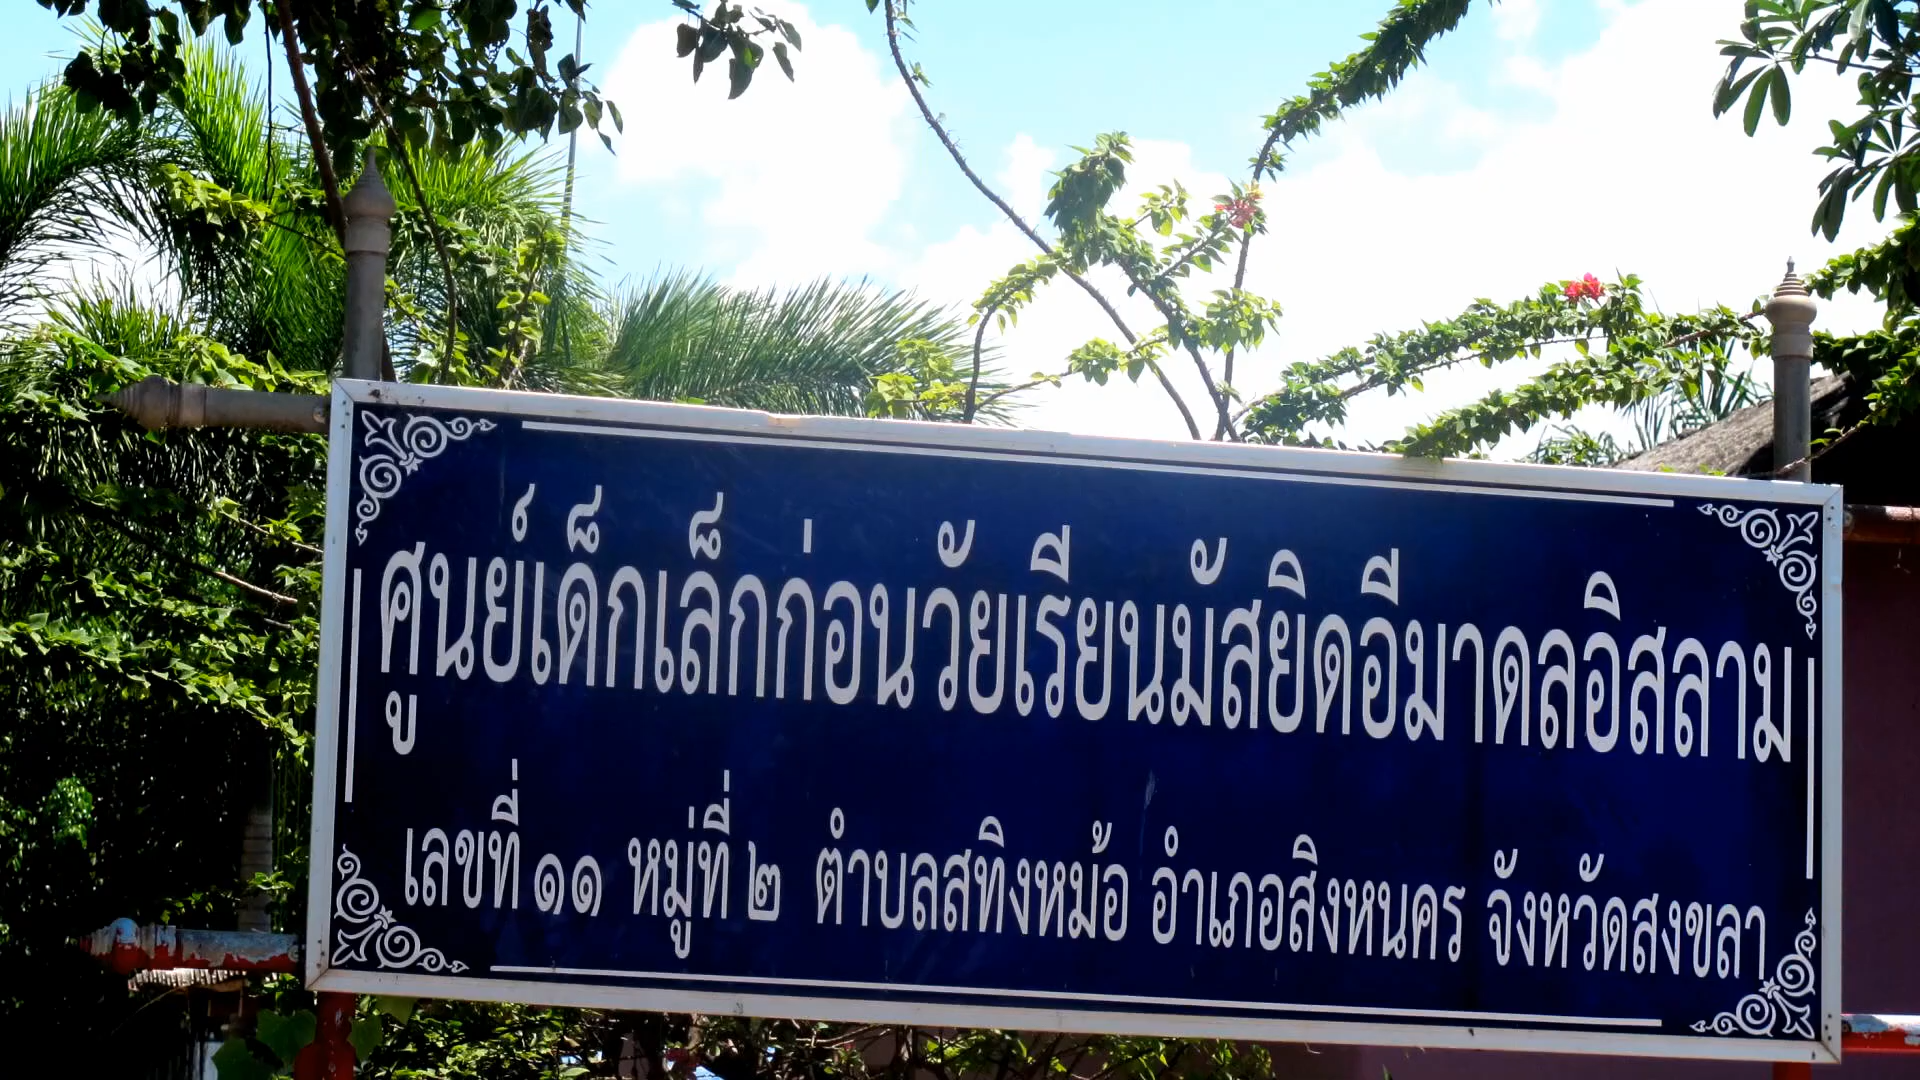 ศูนย์เด็กเล็กก่อนวัยเรียนมัสยิดอีมาดลอิสลาม
เลขที่ ๑๑ หมู่ที่ ๒ ตำบลสทิงหม้อ อำเภอสิงหนคร จังหวัดสงขลา